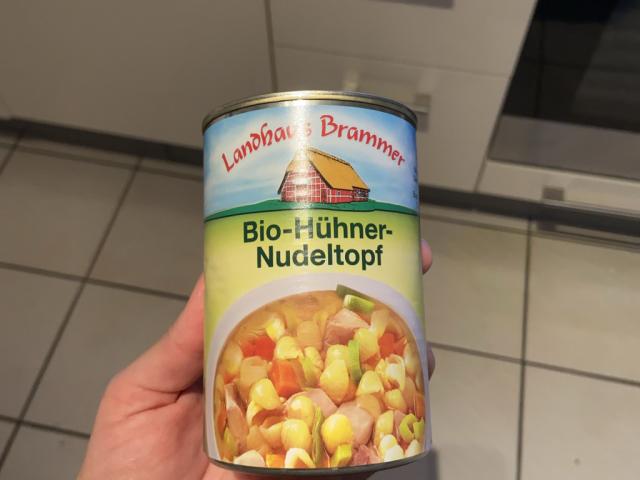 Landhaus Brammer
Bio-Hühner-
Nudeltopf